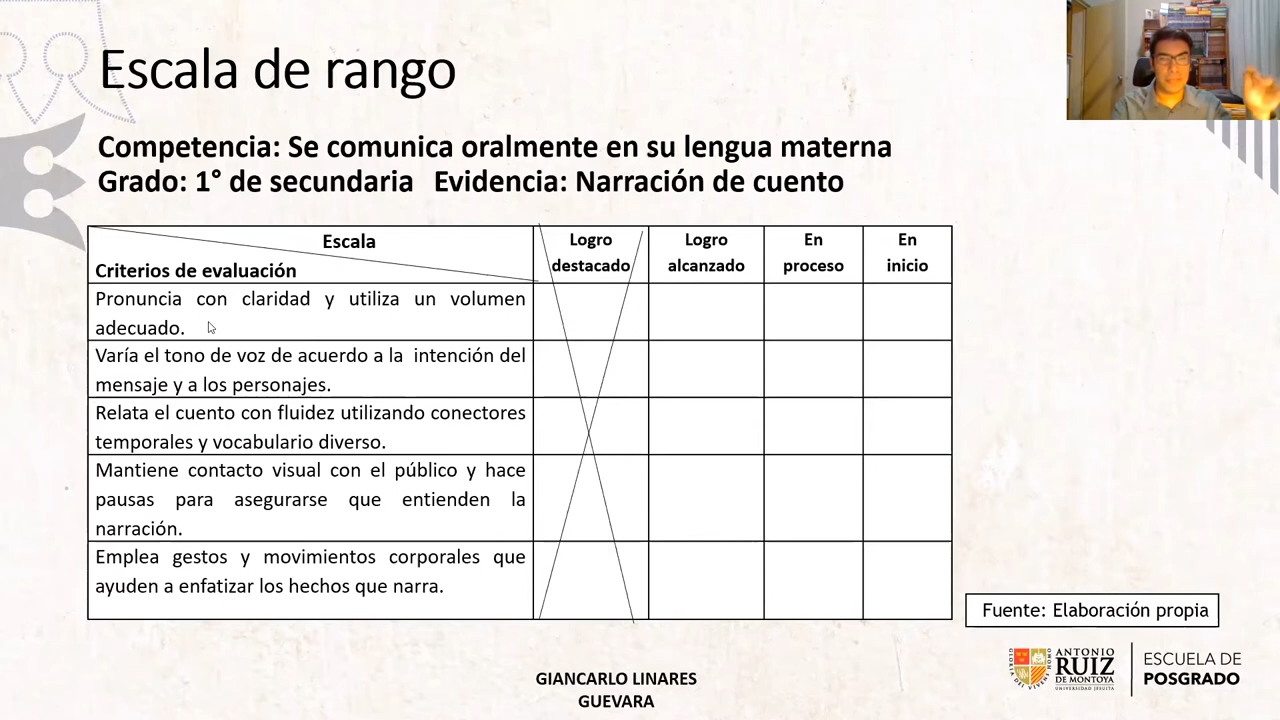 Escala de rango
Competencia: Se comunica oralmente en su lengua materna
Grado: 1° de secundaria Evidencia: Narración de cuento
Escala
Criterios de evaluación
Logro
destacado
Logro
alcanzado
En
proceso
En
inicio
Pronuncia con claridad y utiliza un volumen
adecuado.
Varía el tono de voz de acuerdo a la intención del
mensaje y a los personajes.
Relata el cuento con fluidez utilizando conectores
temporales y vocabulario diverso.
Mantiene contacto visual con el público y hace
pausas para asegurarse que entienden la
narración.
Emplea gestos y movimientos corporales que
ayuden a enfatizar los hechos que narra.
Fuente: Elaboración propia
GIANCARLO LINARES
GUEVARA
ANTONIO
RUIZ
DE MONTOYA
UNIVERSIDAD JESUITA
ESCUELA DE
POSGRADO